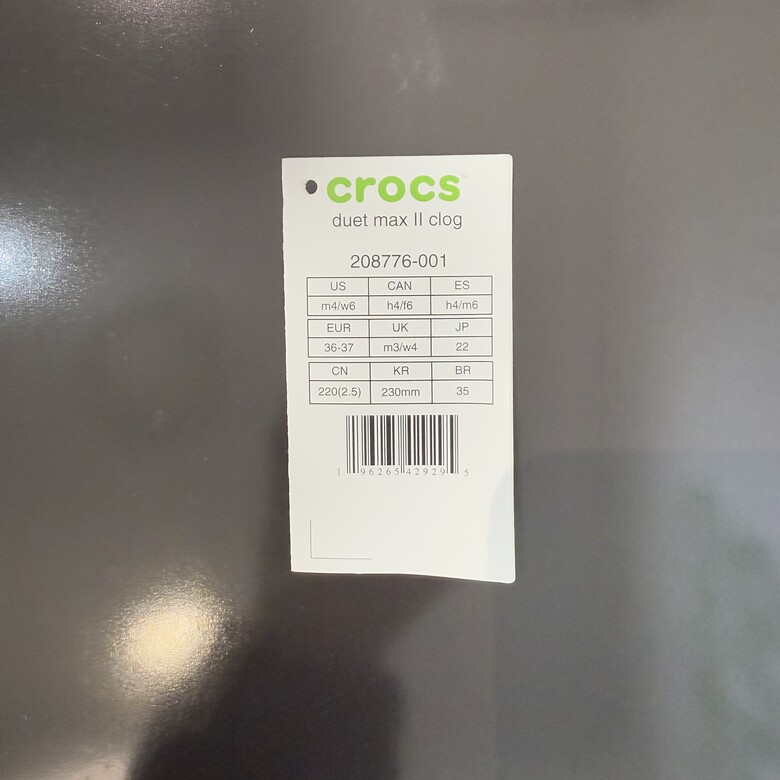 crocs™
duet max II clog
208776-001
US CAN ES
m4/w6 h4/f6 h4/m6
EUR UK JP
36-37 m3/w4 22
CN KR BR
220(2.5) 230mm 35
1 96265 42929 5